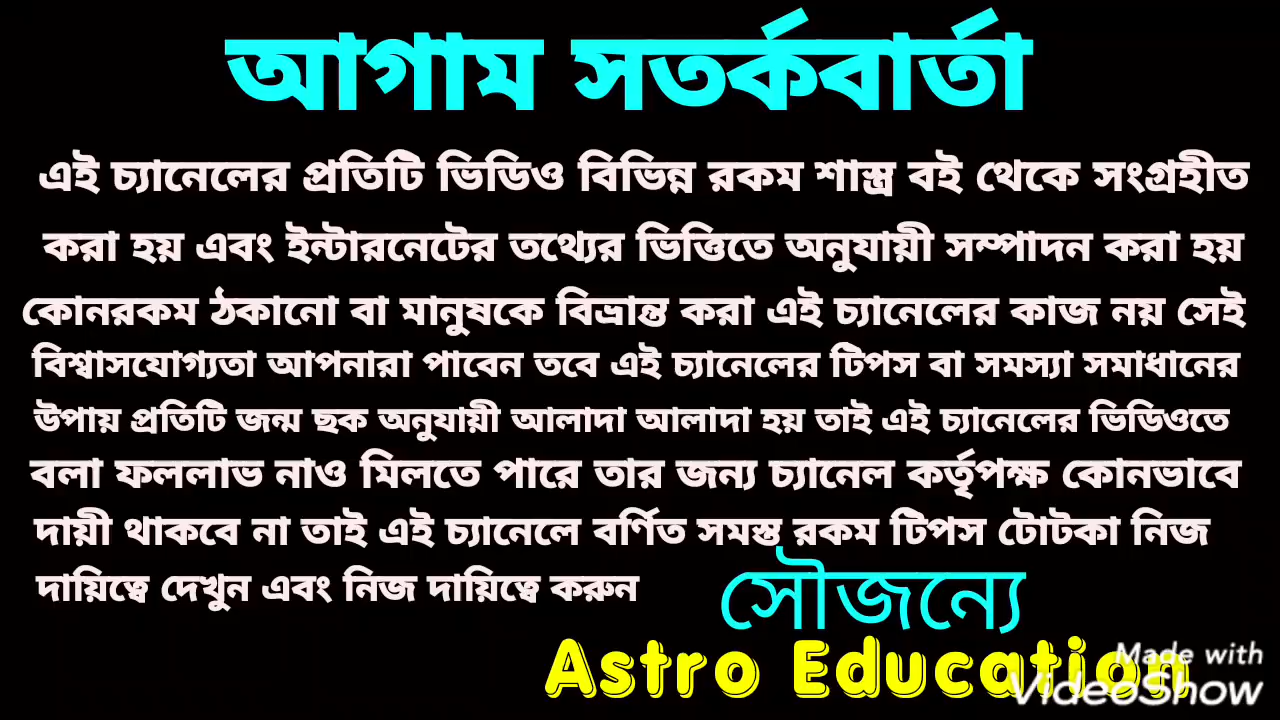 আগাম সতর্কবার্তা
এই চ্যানেলের প্রতিটি ভিডিও বিভিন্ন রকম শাস্ত্র বই থেকে সংগ্রহীত
করা হয় এবং ইন্টারনেটের তথ্যের ভিত্তিতে অনুযায়ী সম্পাদন করা হয়
কোনরকম ঠকানো বা মানুষকে বিভ্রান্ত করা এই চ্যানেলের কাজ নয় সেই
বিশ্বাসযোগ্যতা আপনারা পাবেন তবে এই চ্যানেলের টিপস বা সমস্যা সমাধানের
উপায় প্রতিটি জন্ম ছক অনুযায়ী আলাদা আলাদা হয় তাই এই চ্যানেলের ভিডিওতে
বলা ফললাভ নাও মিলতে পারে তার জন্য চ্যানেল কর্তৃপক্ষ কোনভাবে
দায়ী থাকবে না তাই এই চ্যানেলে বর্ণিত সমস্ত রকম টিপস টোটকা নিজ
দায়িত্বে দেখুন এবং নিজ দায়িত্বে করুন
সৌজন্যে
Astro Education
Made with
VideoShow